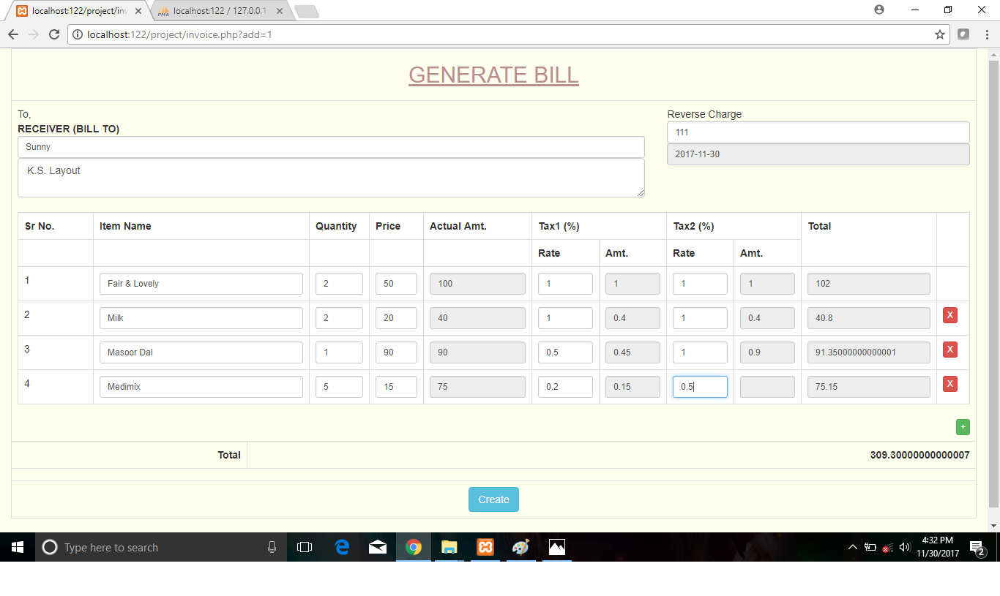 localhost:122/project/inv
localhost:122 / 127.0.0.1
localhost:122/project/invoice.php?add=1
GENERATE BILL
To,
RECEIVER (BILL TO)
Sunny
K.S. Layout
Reverse Charge
111
2017-11-30
Sr No. Item Name Quantity Price Actual Amt. Tax1 (%) Tax2 (%) Total
Rate Amt. Rate Amt.
1 Fair & Lovely 2 50 100 1 1 1 1 102
2 Milk 2 20 40 1 0.4 1 0.4 40.8 X
3 Masoor Dal 1 90 90 0.5 0.45 1 0.9 91.35000000000001 X
4 Medimix 5 15 75 0.2 0.15 0.5 75.15 X
+
Total 309.30000000000007
Create
Type here to search
4:32 PM
11/30/2017
2